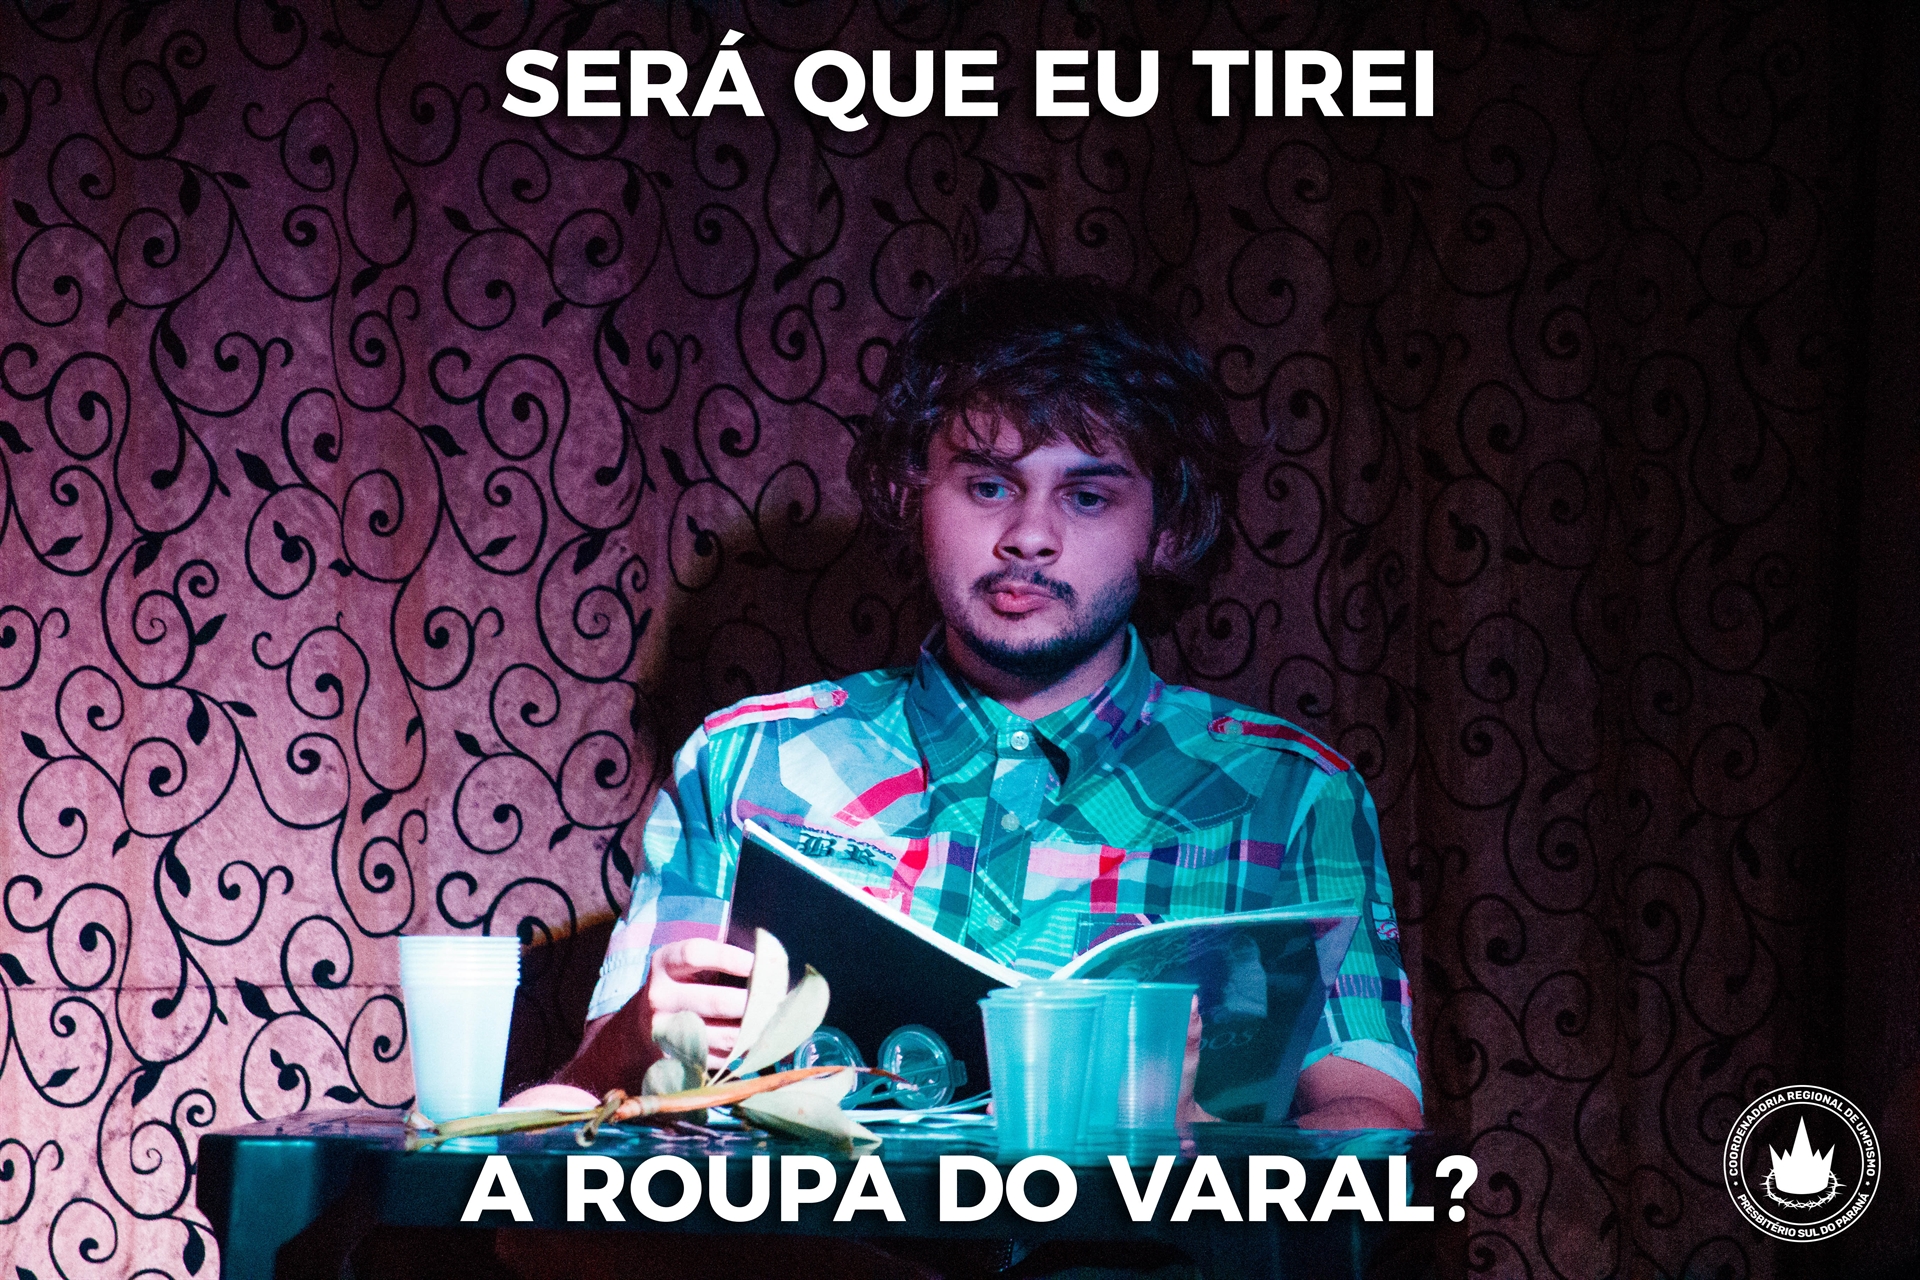 SERÁ QUE EU TIREI
A ROUPA DO VARAL?
COORDENADORIA REGIONAL DE UMPISMO
PRESBITÉRIO SUL DO PARANÁ